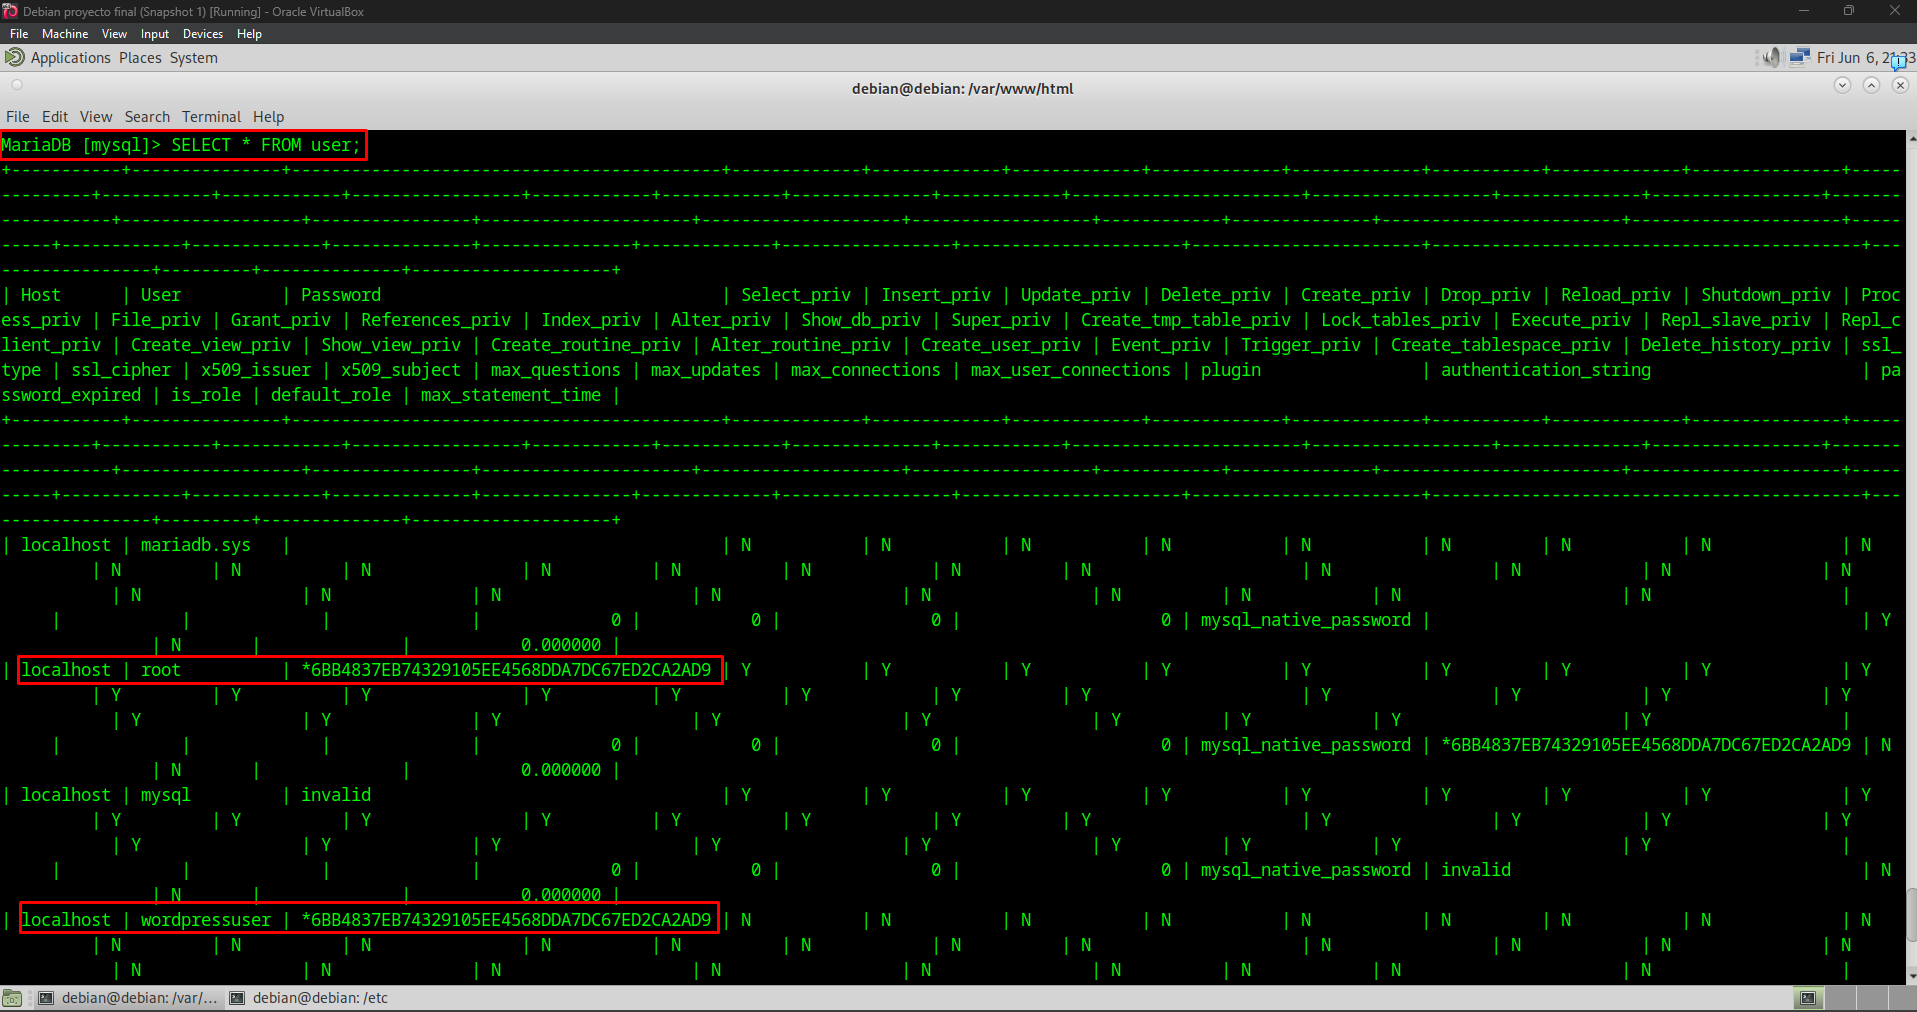 Debian proyecto final (Snapshot 1) [Running] - Oracle VirtualBox
File Machine View Input Devices Help
Applications Places System Fri Jun 6, 21:33
debian@debian: /var/www/html
File Edit View Search Terminal Help
MariaDB [mysql]> SELECT * FROM user;
| Host | User | Password | Select_priv | Insert_priv | Update_priv | Delete_priv | Create_priv | Drop_priv | Reload_priv | Shutdown_priv | Proc
ess_priv | File_priv | Grant_priv | References_priv | Index_priv | Alter_priv | Show_db_priv | Super_priv | Create_tmp_table_priv | Lock_tables_priv | Execute_priv | Repl_slave_priv | Repl_c
lient_priv | Create_view_priv | Show_view_priv | Create_routine_priv | Alter_routine_priv | Create_user_priv | Event_priv | Trigger_priv | Create_tablespace_priv | Delete_history_priv | ssl_
type | ssl_cipher | x509_issuer | x509_subject | max_questions | max_updates | max_connections | max_user_connections | plugin | authentication_string | pa
ssword_expired | is_role | default_role | max_statement_time |
| localhost | mariadb.sys | | N | N | N | N | N | N | N | N | N
| N | N | N | N | N | N | N | N | N | N | N | N
| N | N | N | N | N | N | N | N | N |
| | | | 0 | 0 | 0 | 0 | mysql_native_password | | Y
| N | | 0.000000 |
| localhost | root | *6BB4837EB74329105EE4568DDA7DC67ED2CA2AD9 | Y | Y | Y | Y | Y | Y | Y | Y | Y
| Y | Y | Y | Y | Y | Y | Y | Y | Y | Y | Y | Y
| Y | Y | Y | Y | Y | Y | Y | Y | Y |
| | | | 0 | 0 | 0 | 0 | mysql_native_password | *6BB4837EB74329105EE4568DDA7DC67ED2CA2AD9 | N
| N | | 0.000000 |
| localhost | mysql | invalid | Y | Y | Y | Y | Y | Y | Y | Y | Y
| Y | Y | Y | Y | Y | Y | Y | Y | Y | Y | Y | Y
| Y | Y | Y | Y | Y | Y | Y | Y | Y |
| | | | 0 | 0 | 0 | 0 | mysql_native_password | invalid | N
| N | | 0.000000 |
| localhost | wordpressuser | *6BB4837EB74329105EE4568DDA7DC67ED2CA2AD9 | N | N | N | N | N | N | N | N | N
| N | N | N | N | N | N | N | N | N | N | N | N
| N | N | N | N | N | N | N | N | N |
debian@debian: /var/... debian@debian: /etc